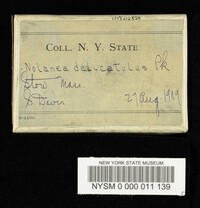 COLL. N. Y. STATE
Nolanea delicatulus Pk
Stow Mass.
S Davis 27 Aug 1919
NEW YORK STATE MUSEUM
NYSM 0 000 011 139